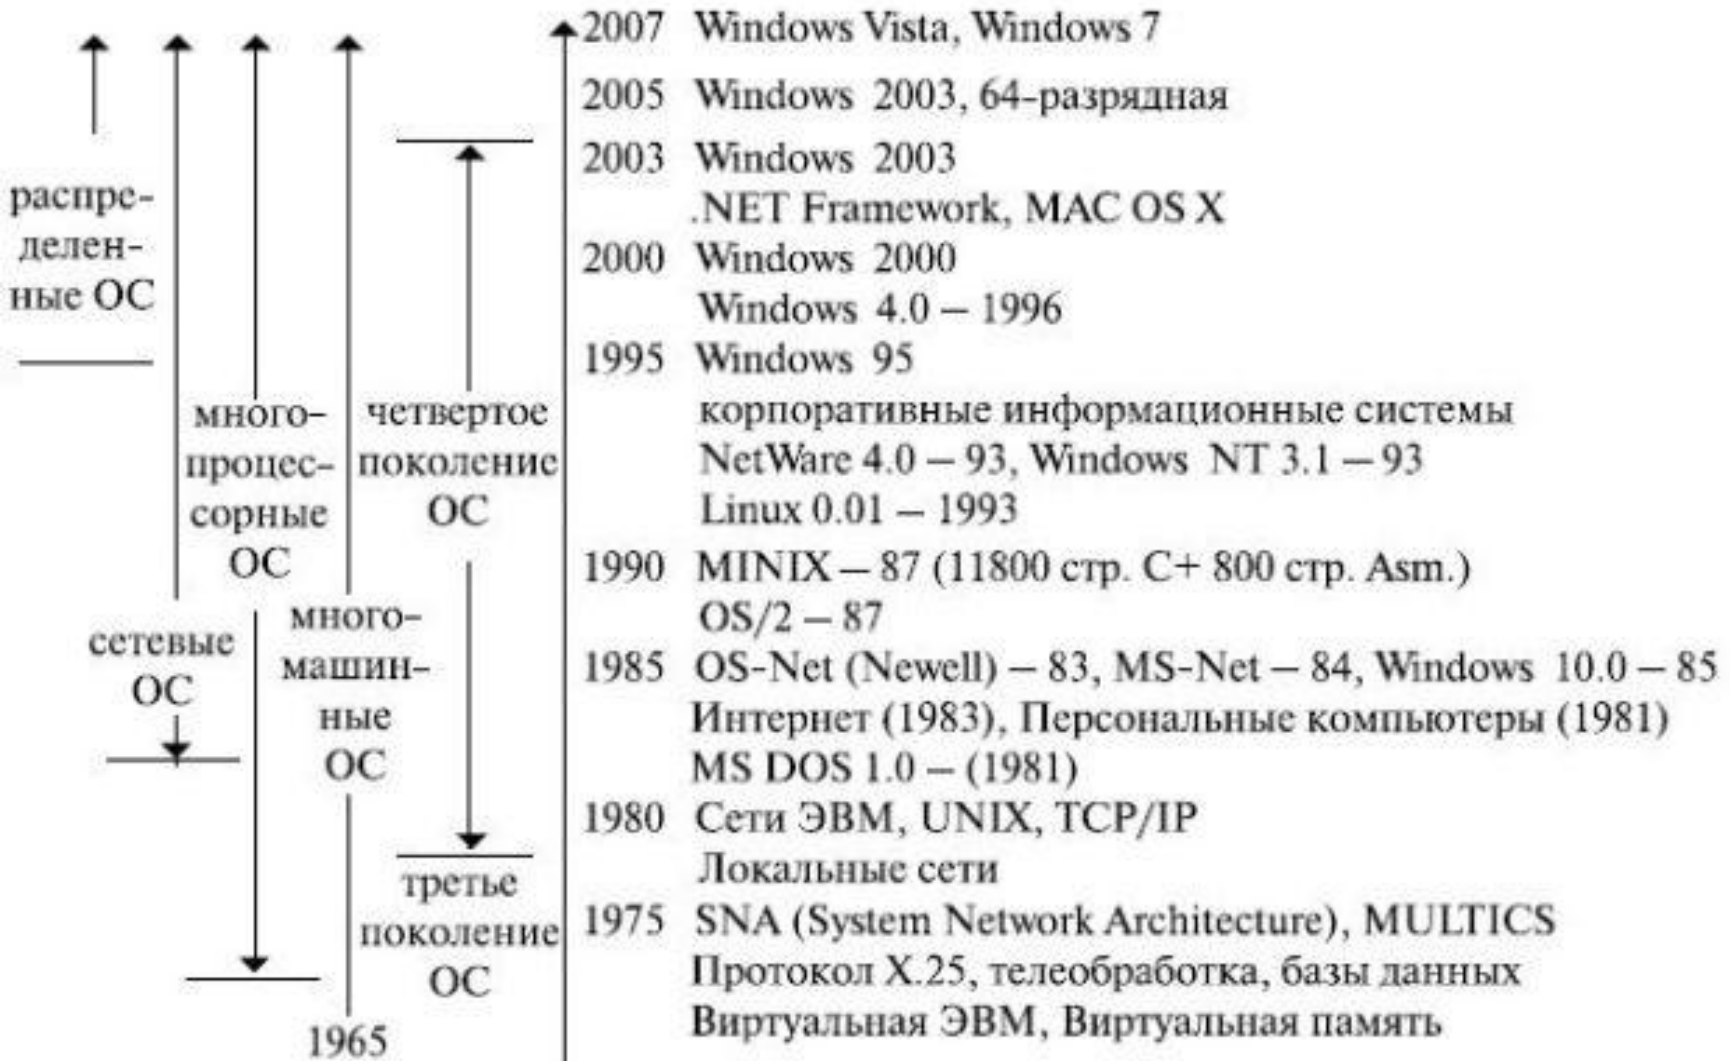 2007 Windows Vista, Windows 7
2005 Windows 2003, 64-разрядная
2003 Windows 2003
.NET Framework, MAC OS X
2000 Windows 2000
Windows 4.0 – 1996
1995 Windows 95
корпоративные информационные системы
NetWare 4.0 – 93, Windows NT 3.1 – 93
Linux 0.01 – 1993
1990 MINIX – 87 (11800 стр. C+ 800 стр. Asm.)
OS/2 – 87
1985 OS-Net (Newell) – 83, MS-Net – 84, Windows 10.0 – 85
Интернет (1983), Персональные компьютеры (1981)
MS DOS 1.0 – (1981)
1980 Сети ЭВМ, UNIX, TCP/IP
Локальные сети
1975 SNA (System Network Architecture), MULTICS
Протокол X.25, телеобработка, базы данных
Виртуальная ЭВМ, Виртуальная память
распре-
делен-
ные ОС
сетевые
ОС
много-
процес-
сорные
ОС
много-
машин-
ные
ОС
1965
четвертое
поколение
ОС
третье
поколение
ОС